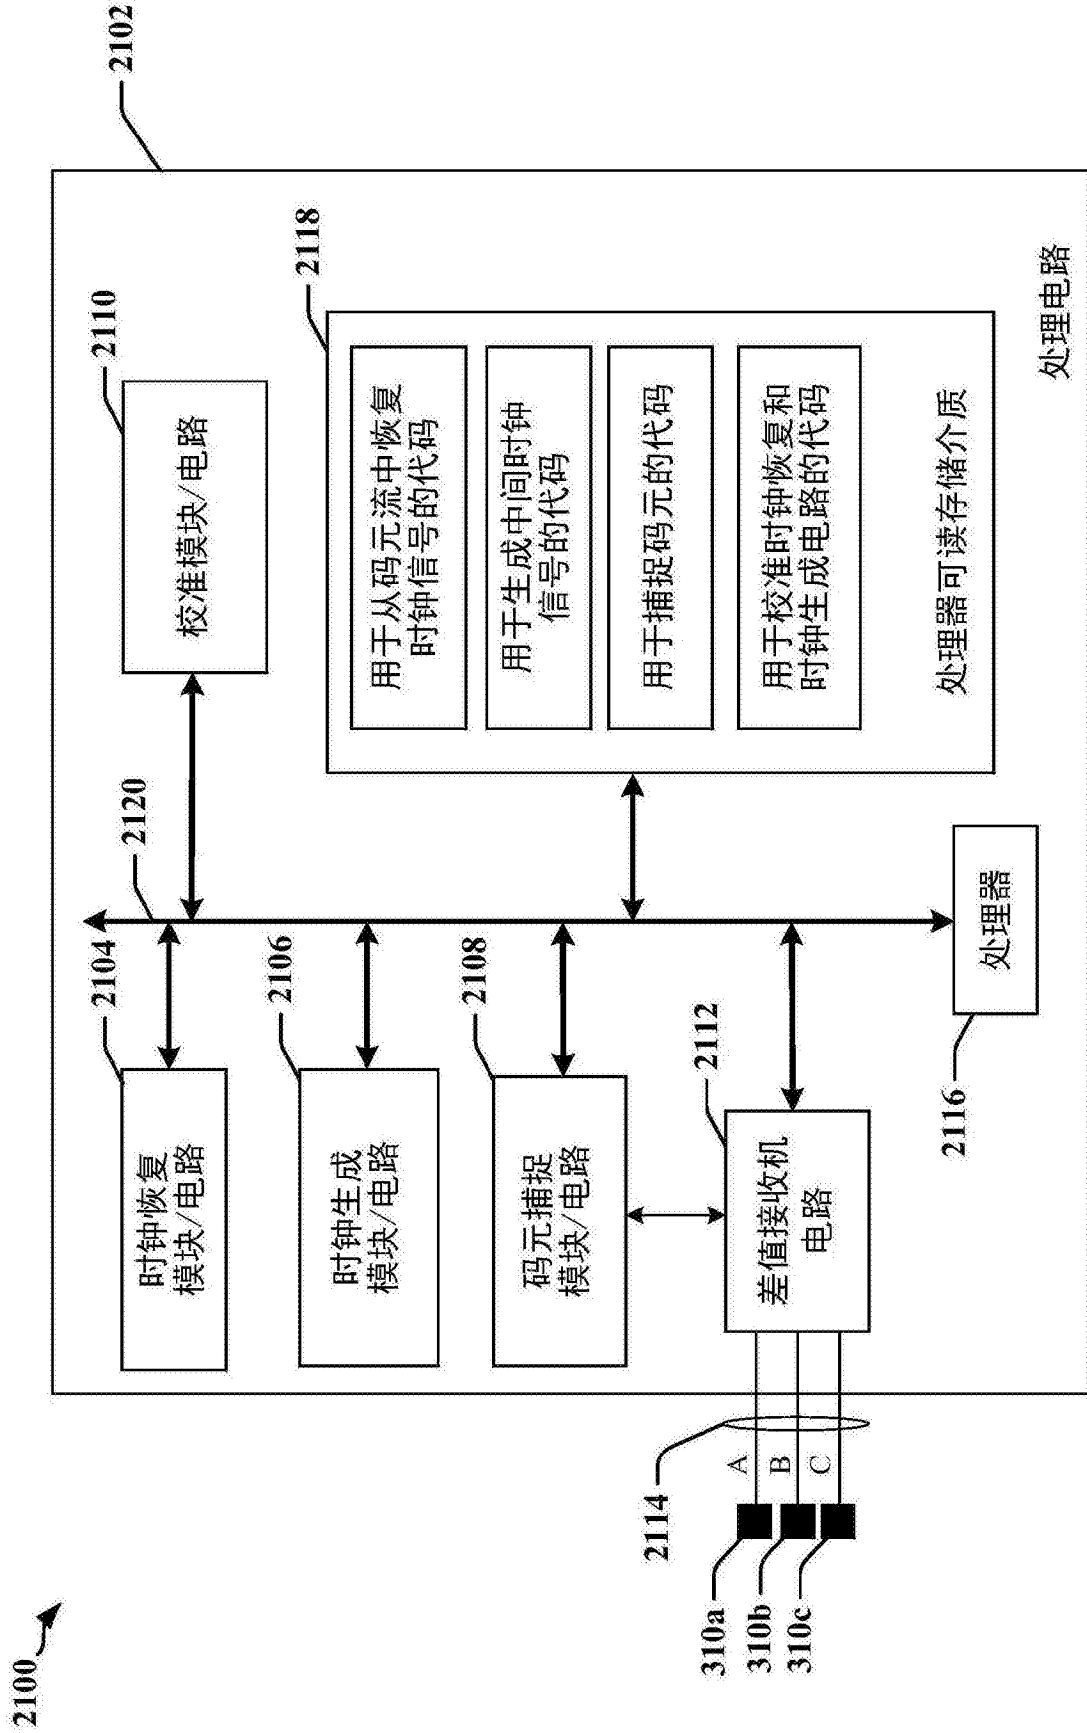 2100
2102
2104
时钟恢复
模块/电路
2120
2110
校准模块/电路
2106
时钟生成
模块/电路
2118
用于从码元流中恢复
时钟信号的代码
用于生成中间时钟
信号的代码
用于捕捉码元的代码
用于校准时钟恢复和
时钟生成电路的代码
处理器可读存储介质
2108
码元捕捉
模块/电路
2112
差值接收机
电路
2114
A
B
C
310a
310b
310c
2116
处理器
处理电路